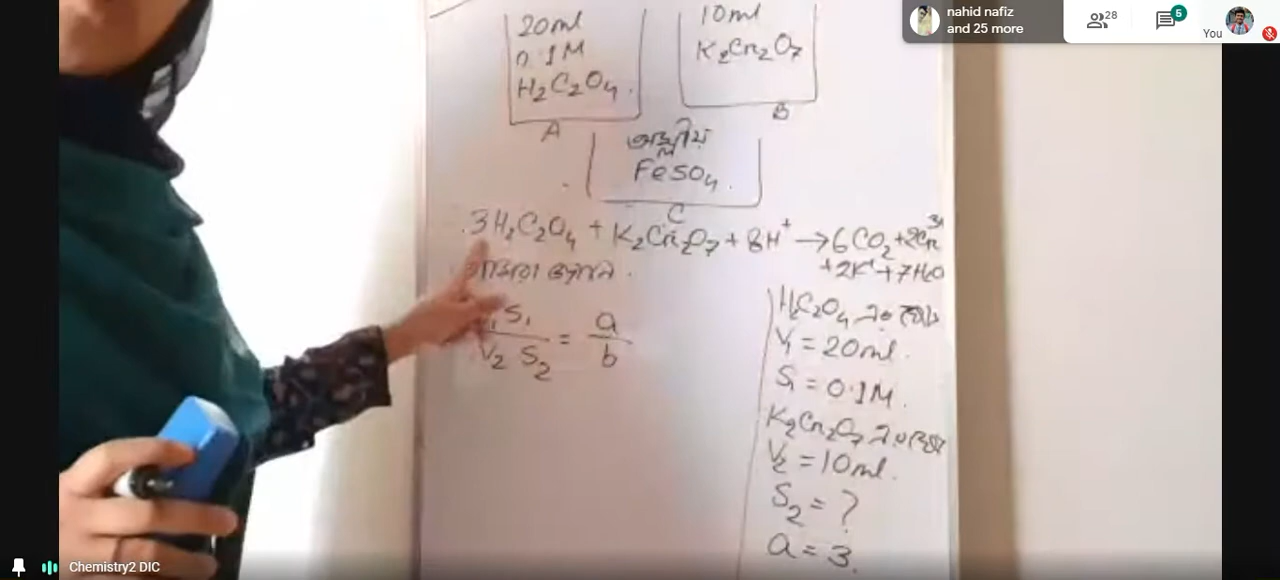 nahid nafiz
and 25 more
28
5
You
20ml
0.1M
H₂C₂O₄.
A
10ml
K₂Cr₂O₇
B
অম্লীয়
FeSO₄.
C
3H₂C₂O₄ + K₂Cr₂O₇ + 8H⁺ → 6CO₂ + 2Cr³⁺
+2K⁺ + 7H₂O
আমরা জানি.
S₁ / V₂ S₂ = a / b
H₂C₂O₄
V₁ = 20ml.
S₁ = 0.1M.
K₂Cr₂O₇
V₂ = 10ml.
S₂ = ?
a = 3.
Chemistry2 DIC